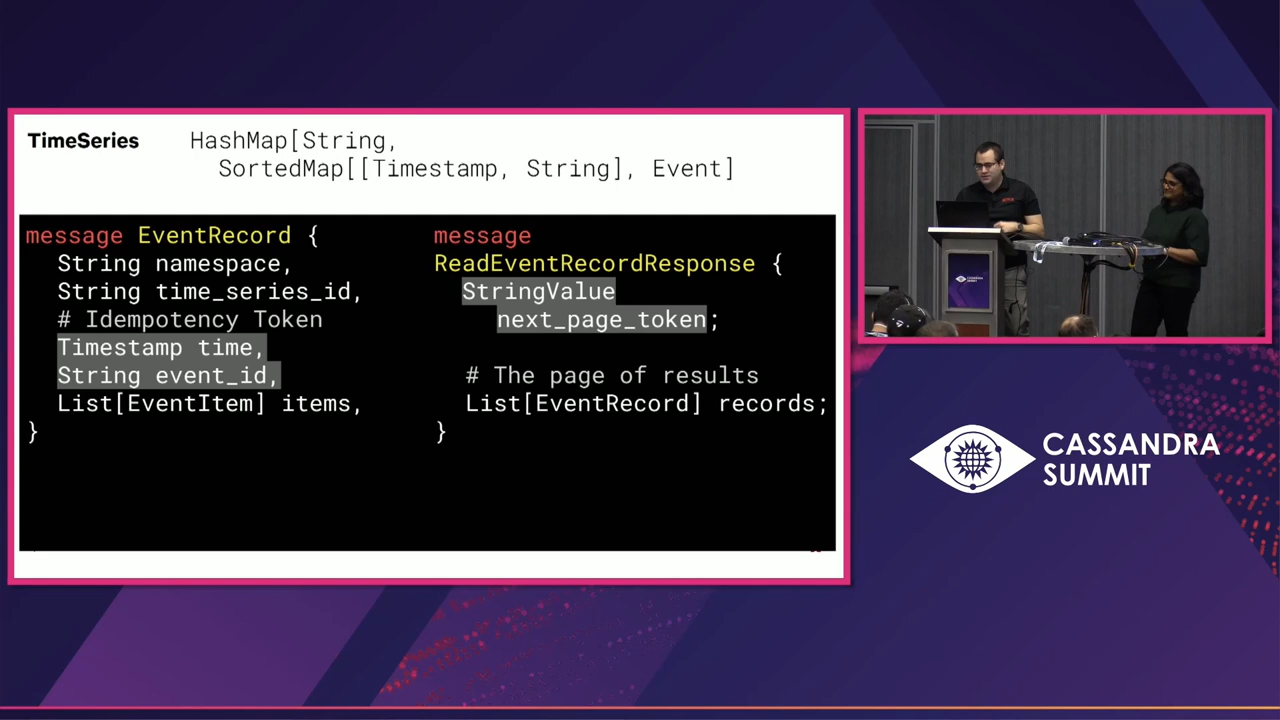 TimeSeries
HashMap[String,
SortedMap[[Timestamp, String], Event]
message EventRecord {
String namespace,
String time_series_id,
# Idempotency Token
Timestamp time,
String event_id,
List[EventItem] items,
}
message
ReadEventRecordResponse {
StringValue
next_page_token;
# The page of results
List[EventRecord] records;
}
CASSANDRA
SUMMIT